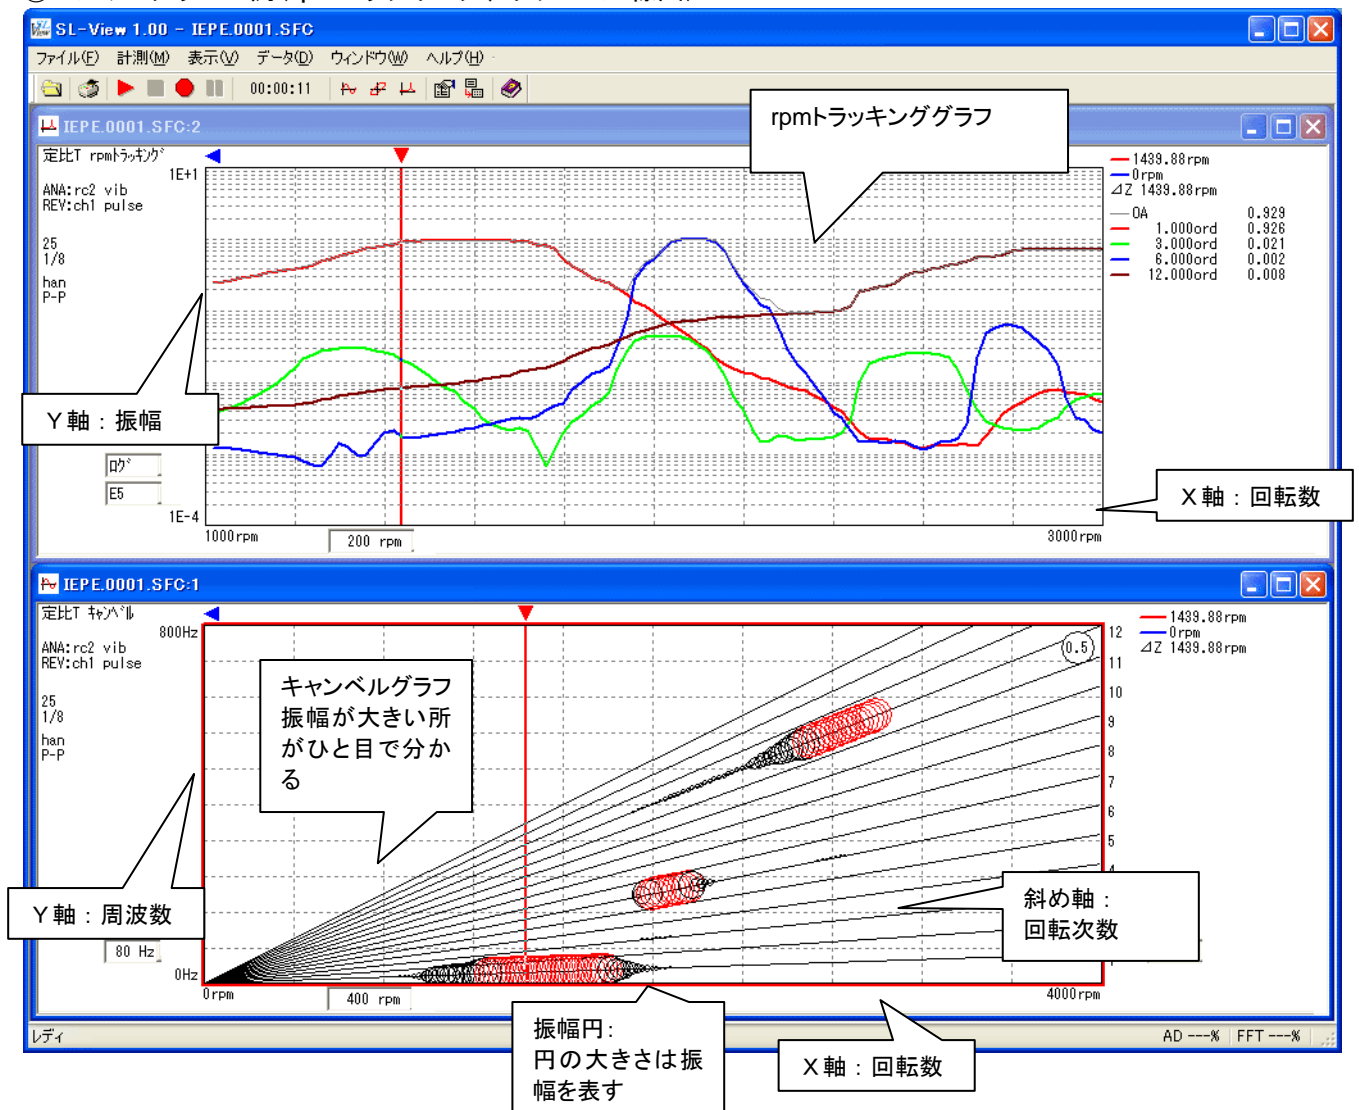 SL-View 1.00 - IEPE.0001.SFC
ファイル(F) 計測(M) 表示(V) データ(D) ウィンドウ(W) ヘルプ(H)
00:00:11
IEPE.0001.SFC:2
rpmトラッキンググラフ
定比T rpmﾄﾗｯｷﾝｸﾞ
ANA:rc2 vib
REV:ch1 pulse
25
1/8
han
P-P
1E+1
1439.88rpm
0rpm
⊿Z 1439.88rpm
OA 0.929
1.000ord 0.926
3.000ord 0.021
6.000ord 0.002
12.000ord 0.008
Y軸：振幅
ﾛｸﾞ
E5
1E-4
X軸：回転数
1000rpm
200 rpm
3000rpm
IEPE.0001.SFC:1
定比T ｷｬﾝﾍﾞﾙ
ANA:rc2 vib
REV:ch1 pulse
25
1/8
han
P-P
800Hz
1439.88rpm
0rpm
⊿Z 1439.88rpm
0.5
12
11
10
9
8
7
6
5
キャンベルグラフ
振幅が大きい所
がひと目で分か
る
Y軸：周波数
80 Hz
0Hz
斜め軸：
回転次数
0rpm
400 rpm
4000rpm
振幅円：
円の大きさは振
幅を表す
X軸：回転数
レディ
AD ---% FFT ---%